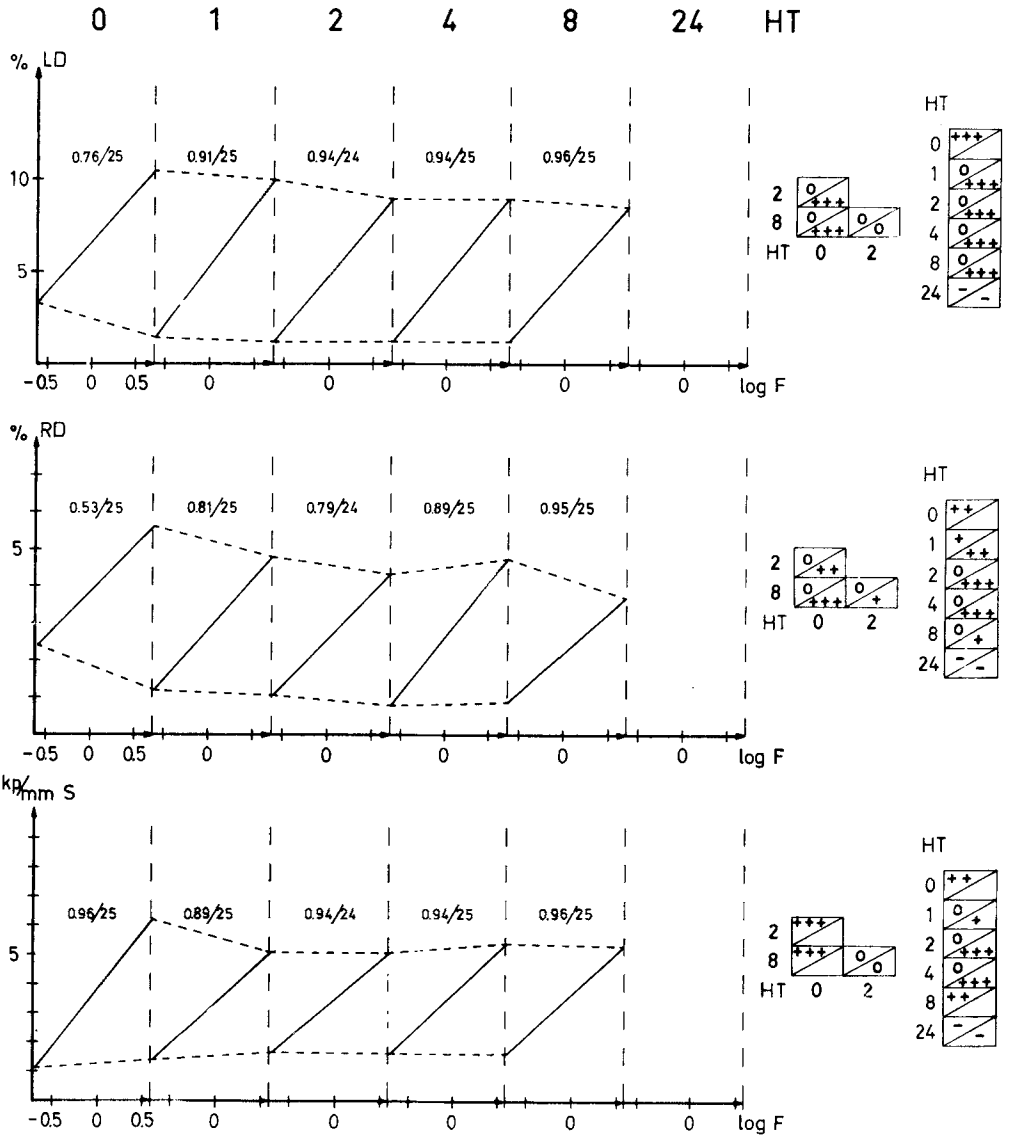 0 1 2 4 8 24 HT
% LD
HT
0.76/25 0.91/25 0.94/24 0.94/25 0.96/25
0 +++
1 0 +++
10
2 0 +++
2 0 +++
8 0 +++ 0 0
4 0 +++
HT 0 2
8 0 +++
5
24 - -
-0.5 0 0.5 0 0 0 0 0 log F
% RD
HT
0.53/25 0.81/25 0.79/24 0.89/25 0.95/25
0 ++
1 + ++
5
2 0 ++
2 0 +++
8 0 +++ 0 +
4 0 +++
HT 0 2
8 0 +
24 - -
-0.5 0 0.5 0 0 0 0 0 log F
kp/mm S
HT
0.96/25 0.89/25 0.94/24 0.94/25 0.96/25
0 ++
1 0 +
2 +++
2 0 +++
5
8 +++ 0 0
4 0 +++
HT 0 2
8 ++
24 - -
-0.5 0 0.5 0 0 0 0 0 log F